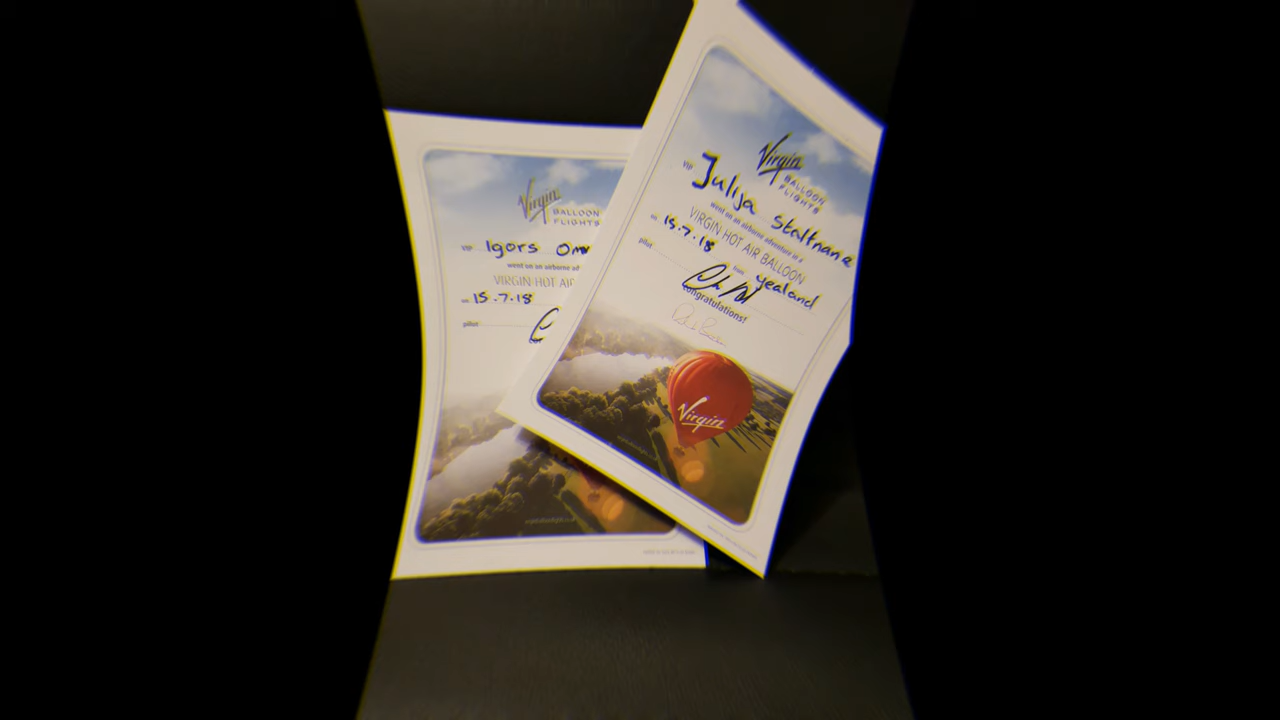 Virgin
BALLOON
FLIGHTS
VIP Igors
went on an airborne
VIRGIN HOT AIR
on 15.7.18
pilot
Virgin
BALLOON
FLIGHTS
VIP Julija Staltmane
went on an airborne adventure in a
VIRGIN HOT AIR BALLOON
on 15.7.18 from Yealand
pilot
congratulations!
Virgin